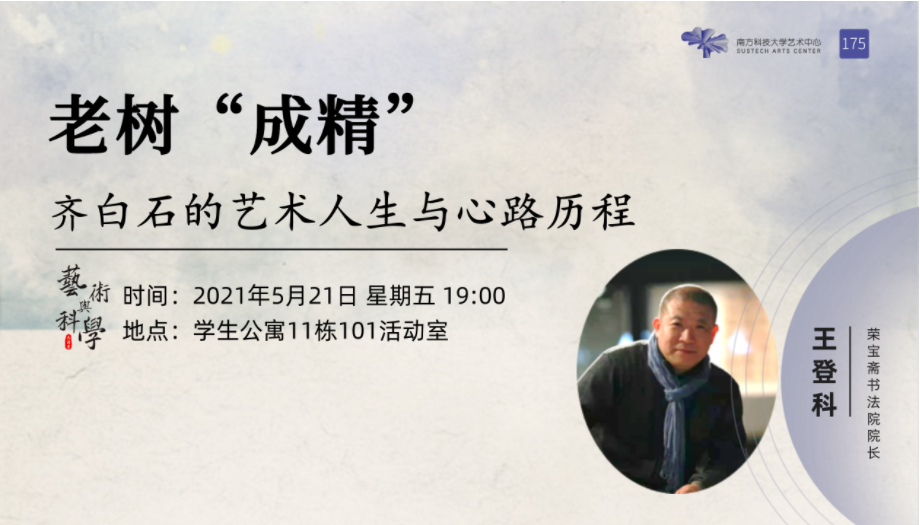 南方科技大学艺术中心
SUSTECH ARTS CENTER
175
老树“成精”
齐白石的艺术人生与心路历程
藝術
與
科學
时间：2021年5月21日 星期五 19:00
地点：学生公寓11栋101活动室
王登科
荣宝斋书法院院长